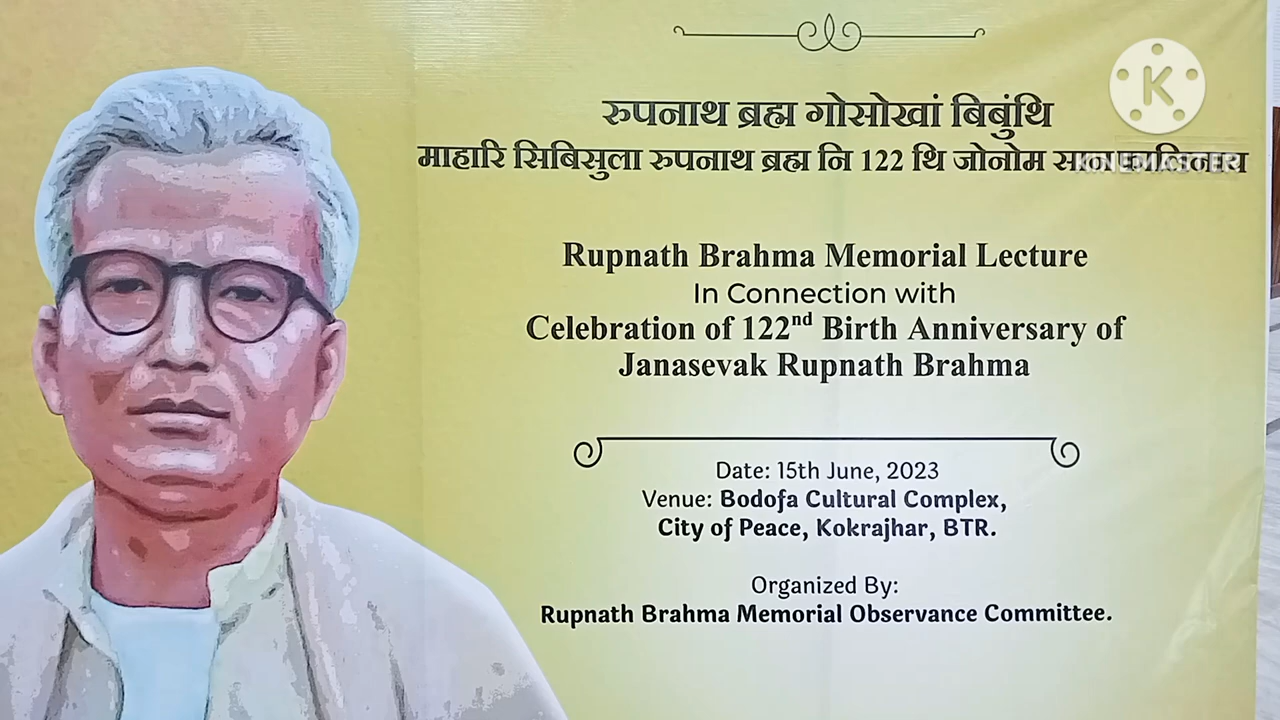 K
KINEMASTER
रुपनाथ ब्रह्म गोसोखां बिबुंथि
माहारि सिबिसुला रुपनाथ ब्रह्म नि 122 थि जोनोम
Rupnath Brahma Memorial Lecture
In Connection with
Celebration of 122nd Birth Anniversary of
Janasevak Rupnath Brahma
Date: 15th June, 2023
Venue: Bodofa Cultural Complex,
City of Peace, Kokrajhar, BTR.
Organized By:
Rupnath Brahma Memorial Observance Committee.